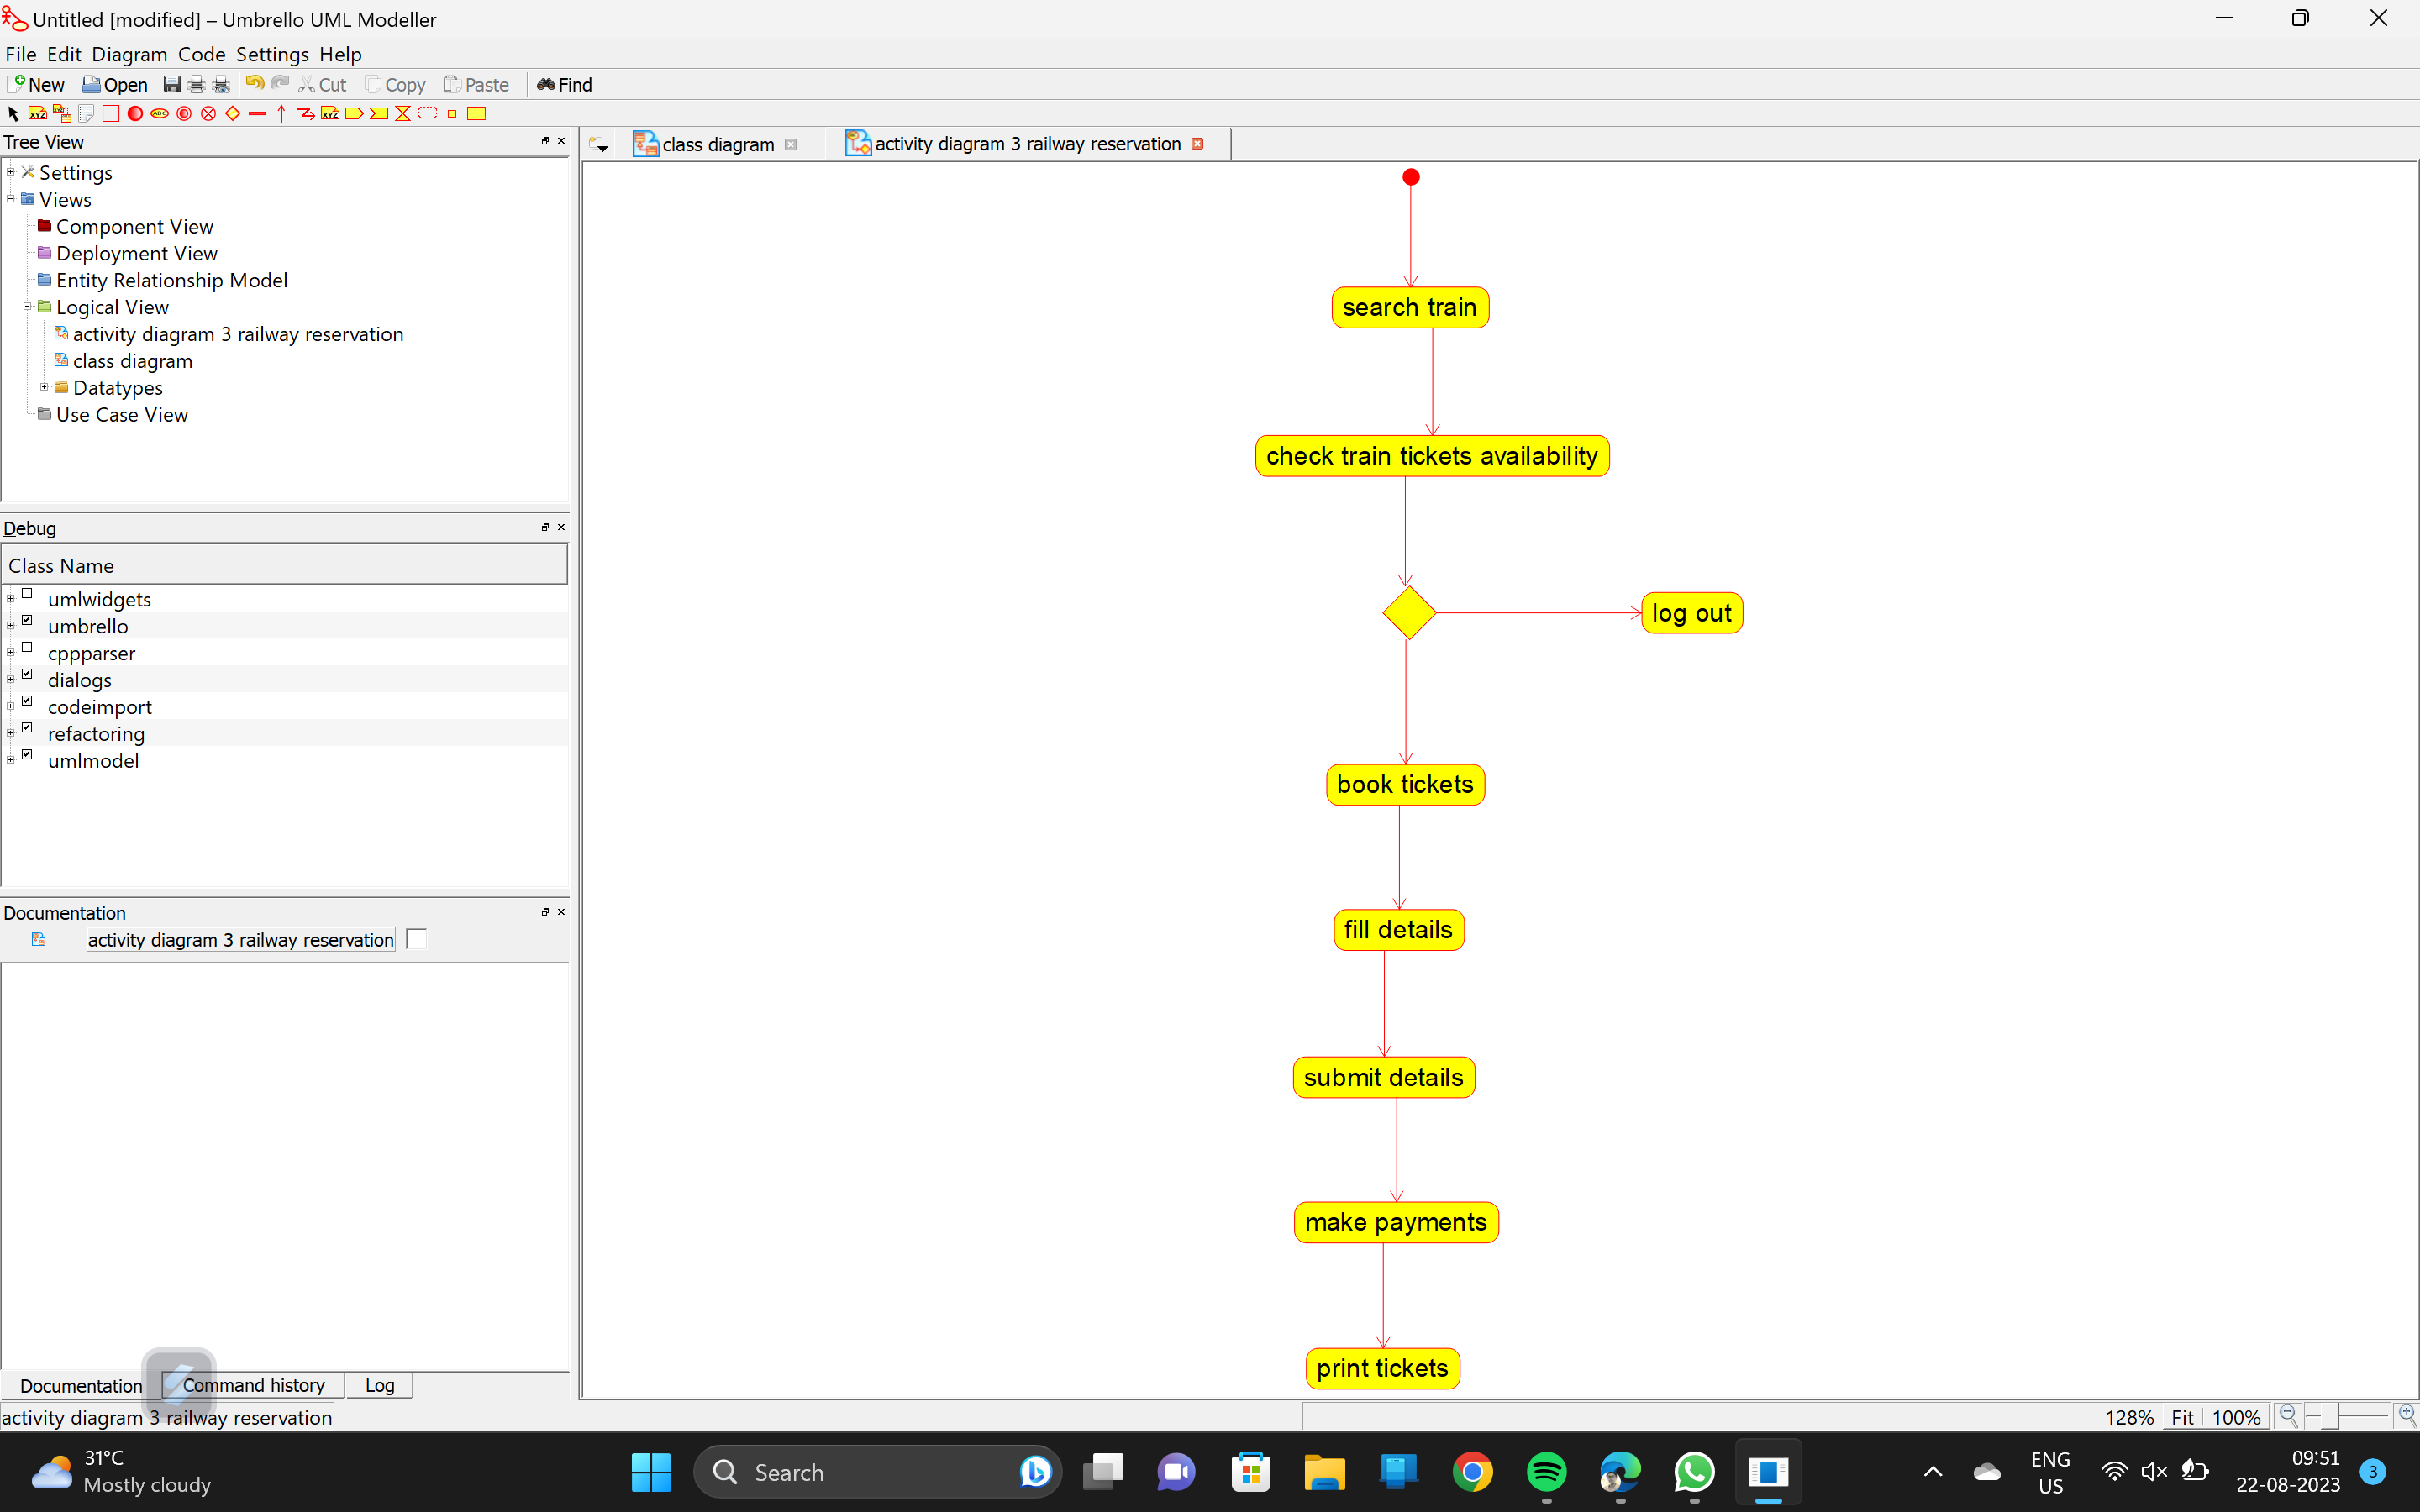 Untitled [modified] – Umbrello UML Modeller
File Edit Diagram Code Settings Help
New Open Cut Copy Paste Find
Tree View
Settings
Views
Component View
Deployment View
Entity Relationship Model
Logical View
activity diagram 3 railway reservation
class diagram
Datatypes
Use Case View
Debug
Class Name
umlwidgets
umbrello
cppparser
dialogs
codeimport
refactoring
umlmodel
Documentation
activity diagram 3 railway reservation
Documentation Command history Log
activity diagram 3 railway reservation
class diagram activity diagram 3 railway reservation
search train
check train tickets availability
log out
book tickets
fill details
submit details
make payments
print tickets
128% Fit 100%
31°C
Mostly cloudy
Search
ENG
US
09:51
22-08-2023
3